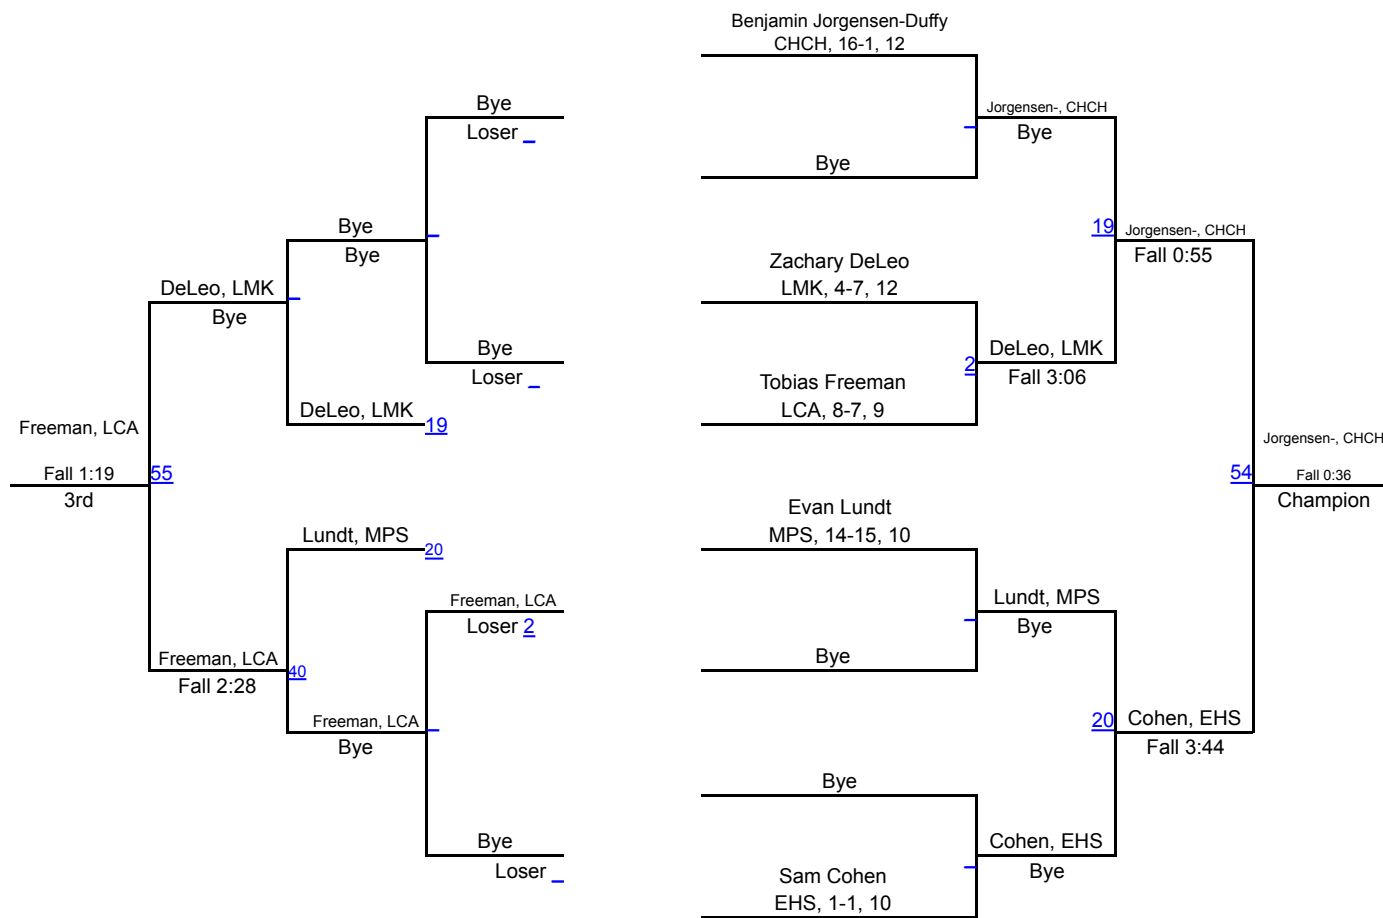 Benjamin Jorgensen-Duffy
CHCH, 16-1, 12
Bye
Loser _
Jorgensen-, CHCH
Bye
Bye
Bye
Bye
19
Jorgensen-, CHCH
Fall 0:55
Zachary DeLeo
LMK, 4-7, 12
DeLeo, LMK
Bye
Bye
Loser _
2
DeLeo, LMK
Fall 3:06
Tobias Freeman
LCA, 8-7, 9
DeLeo, LMK
19
Freeman, LCA
Fall 1:19
3rd
55
Jorgensen-, CHCH
54
Fall 0:36
Champion
Evan Lundt
MPS, 14-15, 10
Lundt, MPS
20
Freeman, LCA
Loser 2
Lundt, MPS
Bye
Bye
Freeman, LCA
Fall 2:28
40
Freeman, LCA
Bye
20
Cohen, EHS
Fall 3:44
Bye
Bye
Loser _
Cohen, EHS
Bye
Sam Cohen
EHS, 1-1, 10